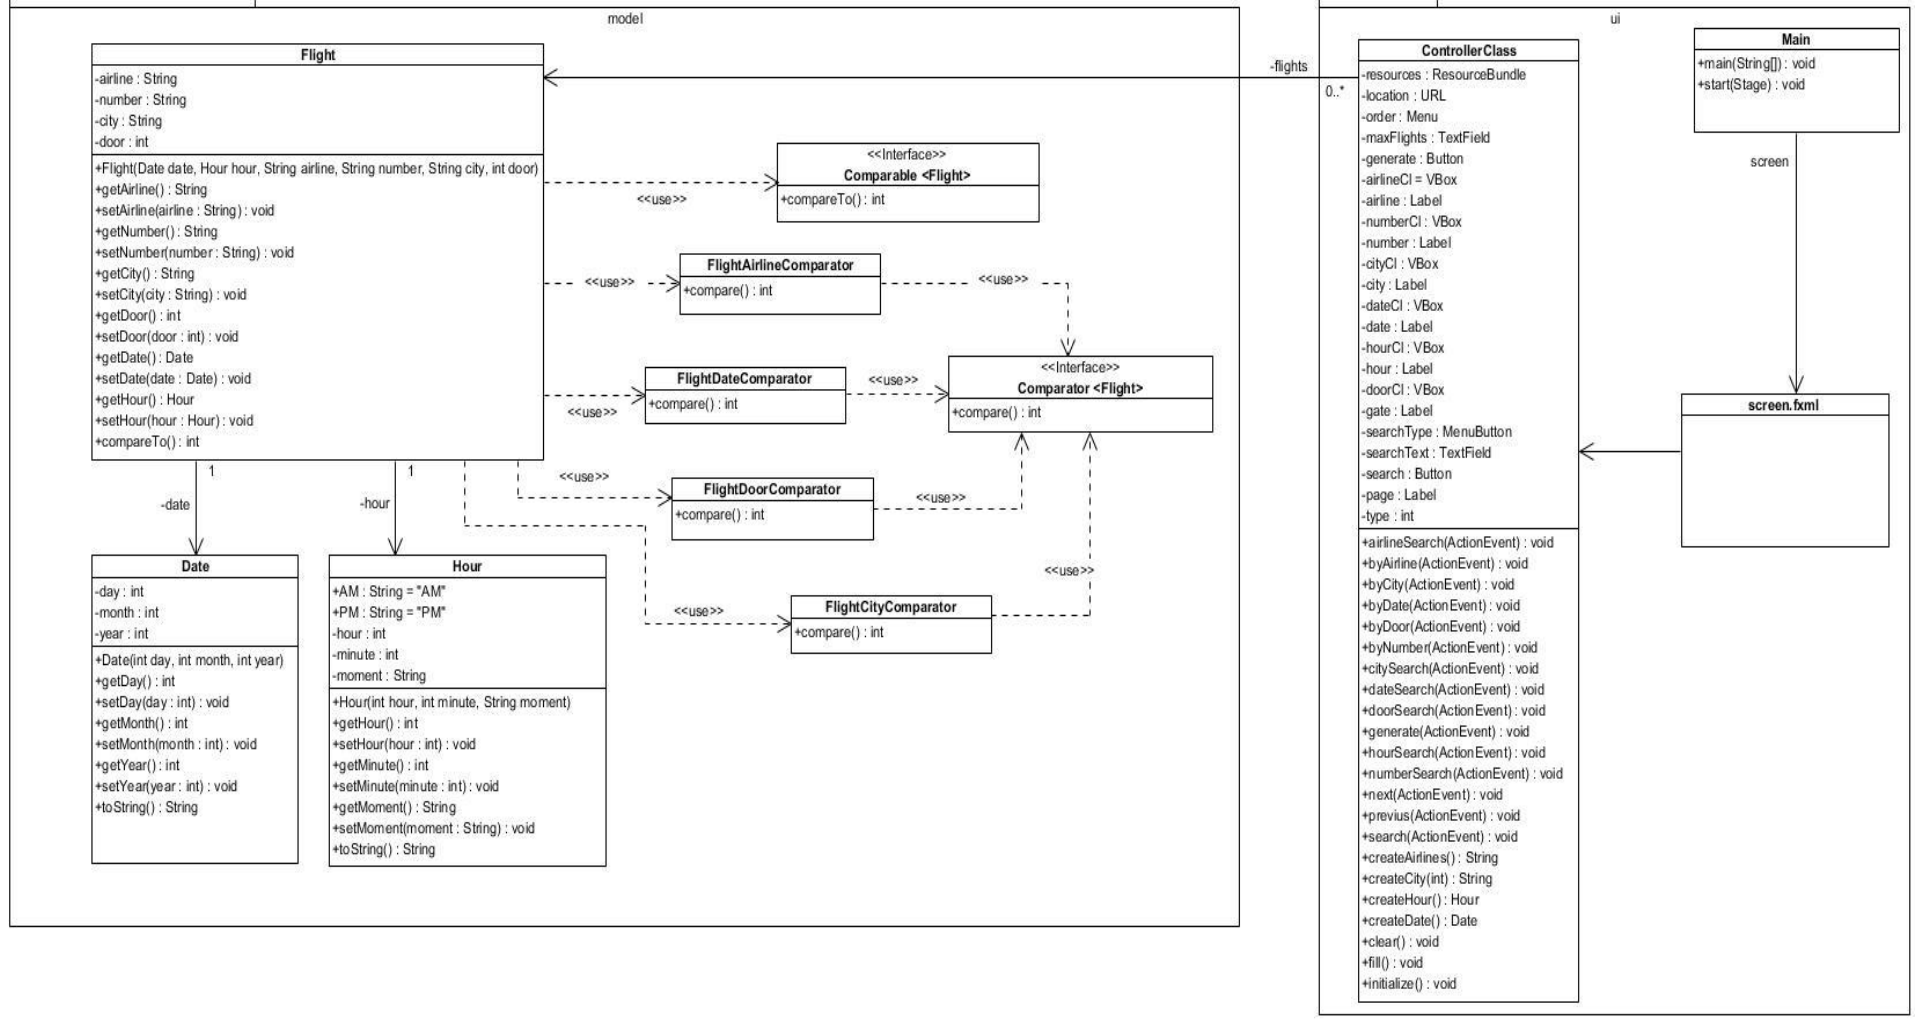 model
Flight
-airline : String
-number : String
-city : String
-door : int
+Flight(Date date, Hour hour, String airline, String number, String city, int door)
+getAirline() : String
+setAirline(airline : String) : void
+getNumber() : String
+setNumber(number : String) : void
+getCity() : String
+setCity(city : String) : void
+getDoor() : int
+setDoor(door : int) : void
+getDate() : Date
+setDate(date : Date) : void
+getHour() : Hour
+setHour(hour : Hour) : void
+compareTo() : int
<<use>>
<<Interface>>
Comparable <Flight>
+compareTo() : int
<<use>>
FlightAirlineComparator
+compare() : int
<<use>>
<<use>>
FlightDateComparator
+compare() : int
<<use>>
<<Interface>>
Comparator <Flight>
+compare() : int
<<use>>
FlightDoorComparator
+compare() : int
<<use>>
<<use>>
FlightCityComparator
+compare() : int
<<use>>
1
-date
1
-hour
Date
-day : int
-month : int
-year : int
+Date(int day, int month, int year)
+getDay() : int
+setDay(day : int) : void
+getMonth() : int
+setMonth(month : int) : void
+getYear() : int
+setYear(year : int) : void
+toString() : String
Hour
+AM : String = "AM"
+PM : String = "PM"
-hour : int
-minute : int
-moment : String
+Hour(int hour, int minute, String moment)
+getHour() : int
+setHour(hour : int) : void
+getMinute() : int
+setMinute(minute : int) : void
+getMoment() : String
+setMoment(moment : String) : void
+toString() : String
-flights
0..*
ui
ControllerClass
-resources : ResourceBundle
-location : URL
-order : Menu
-maxFlights : TextField
-generate : Button
-airlineCl = VBox
-airline : Label
-numberCl : VBox
-number : Label
-cityCl : VBox
-city : Label
-dateCl : VBox
-date : Label
-hourCl : VBox
-hour : Label
-doorCl : VBox
-gate : Label
-searchType : MenuButton
-searchText : TextField
-search : Button
-page : Label
-type : int
+airlineSearch(ActionEvent) : void
+byAirline(ActionEvent) : void
+byCity(ActionEvent) : void
+byDate(ActionEvent) : void
+byDoor(ActionEvent) : void
+byNumber(ActionEvent) : void
+citySearch(ActionEvent) : void
+dateSearch(ActionEvent) : void
+doorSearch(ActionEvent) : void
+generate(ActionEvent) : void
+hourSearch(ActionEvent) : void
+numberSearch(ActionEvent) : void
+next(ActionEvent) : void
+previus(ActionEvent) : void
+search(ActionEvent) : void
+createAirlines() : String
+createCity(int) : String
+createHour() : Hour
+createDate() : Date
+clear() : void
+fill() : void
+initialize() : void
Main
+main(String[]) : void
+start(Stage) : void
screen
screen.fxml